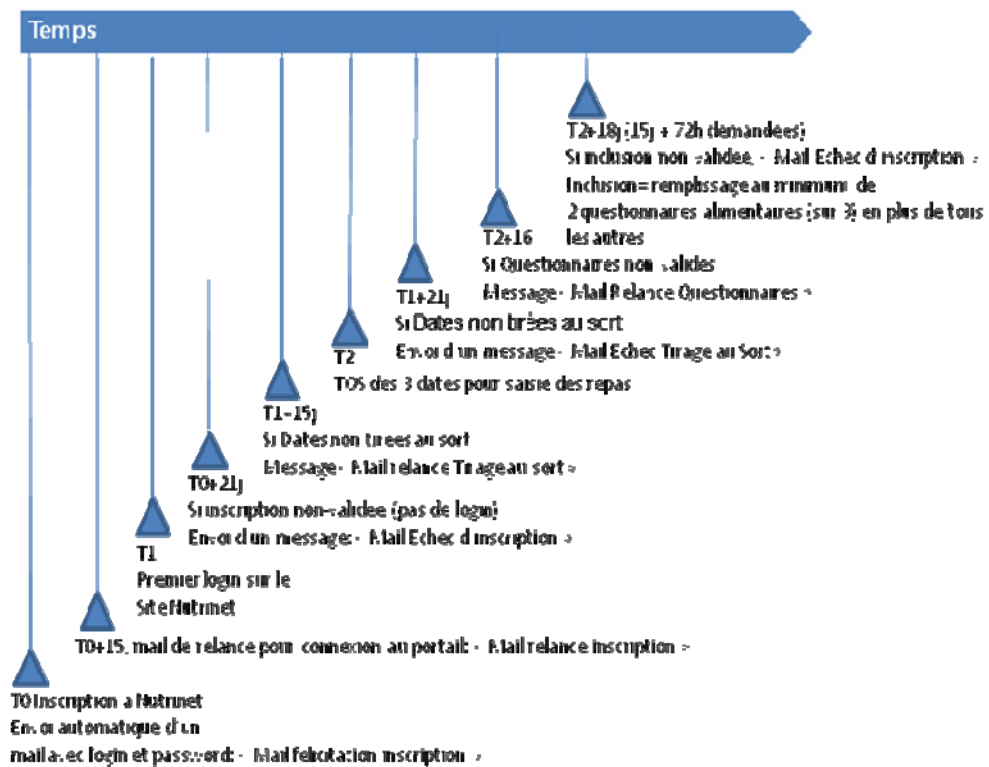 Temps
T2+18j (15j + 72h demandées)
Si inclusion non validée, « Mail Echec d'inscription »
Inclusion= remplissage au minimum de
2 questionnaires alimentaires (sur 3) en plus de tous
les autres
T2+16
Si Questionnaires non valides
Message « Mail Relance Questionnaires »
T1+21j
Si Dates non tirées au sort
Envoi d'un message « Mail Echec Tirage au Sort »
T2
TOS des 3 dates pour saisie des repas
T1+15j
Si Dates non tirées au sort
Message « Mail relance Tirage au sort »
T0+21j
Si inscription non-validée (pas de login)
Envoi d'un message: « Mail Echec d'inscription »
T1
Premier login sur le
Site Nutrinet
T0+15, mail de relance pour connexion au portail: « Mail relance inscription »
T0 Inscription à Nutrinet
Envoi automatique d'un
mail avec login et password: « Mail félicitation inscription »